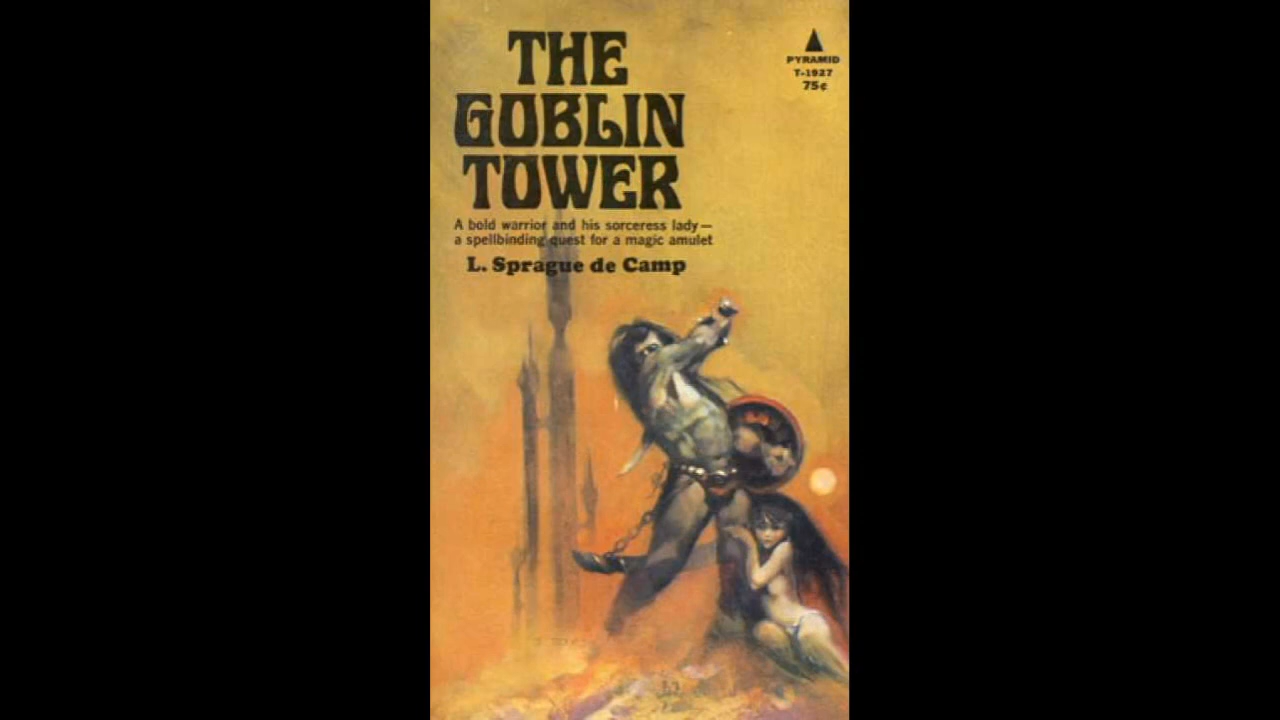 THE
GOBLIN
TOWER
PYRAMID
T-1927
75¢
A bold warrior and his sorceress lady—
a spellbinding quest for a magic amulet
L. Sprague de Camp